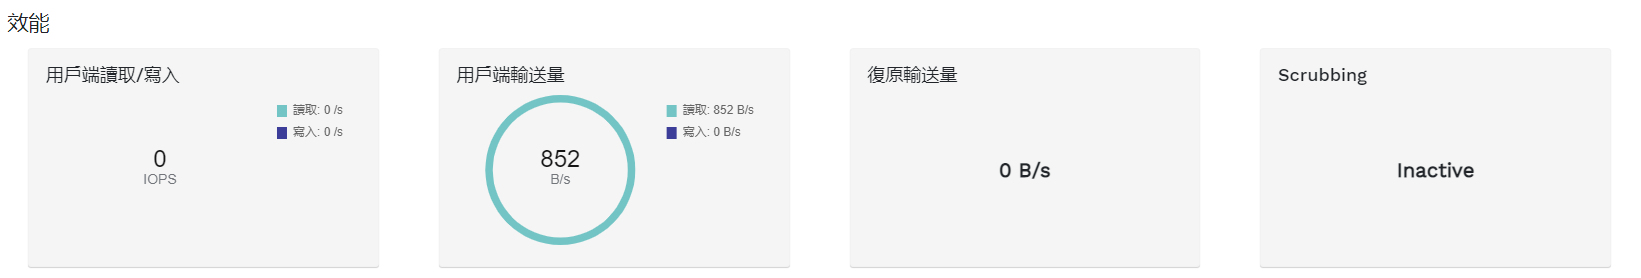 效能
用戶端讀取/寫入
讀取: 0 /s
寫入: 0 /s
0
IOPS
用戶端輸送量
讀取: 852 B/s
寫入: 0 B/s
852
B/s
復原輸送量
0 B/s
Scrubbing
Inactive